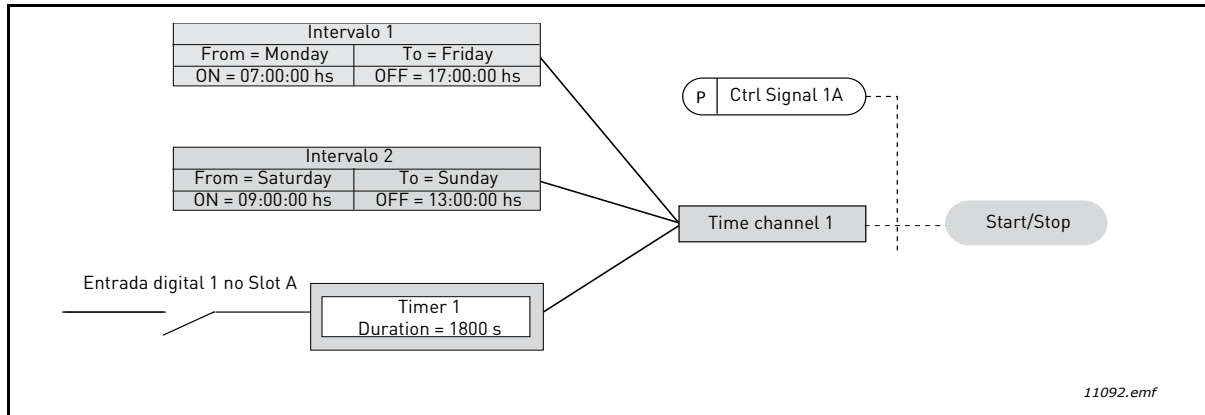 Intervalo 1
From = Monday To = Friday
ON = 07:00:00 hs OFF = 17:00:00 hs
P Ctrl Signal 1A
Intervalo 2
From = Saturday To = Sunday
ON = 09:00:00 hs OFF = 13:00:00 hs
Time channel 1
Start/Stop
Entrada digital 1 no Slot A
Timer 1
Duration = 1800 s
11092.emf